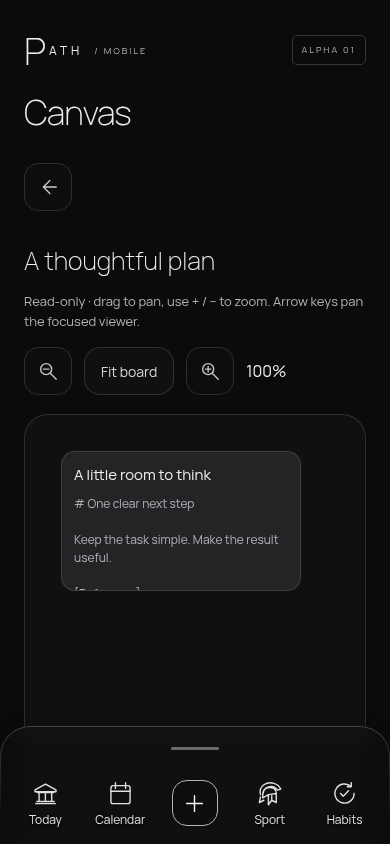 PATH / MOBILE
ALPHA 01
Canvas
A thoughtful plan
Read-only · drag to pan, use + / − to zoom. Arrow keys pan
the focused viewer.
Fit board
100%
A little room to think
# One clear next step
Keep the task simple. Make the result
useful.
Today
Calendar
Sport
Habits